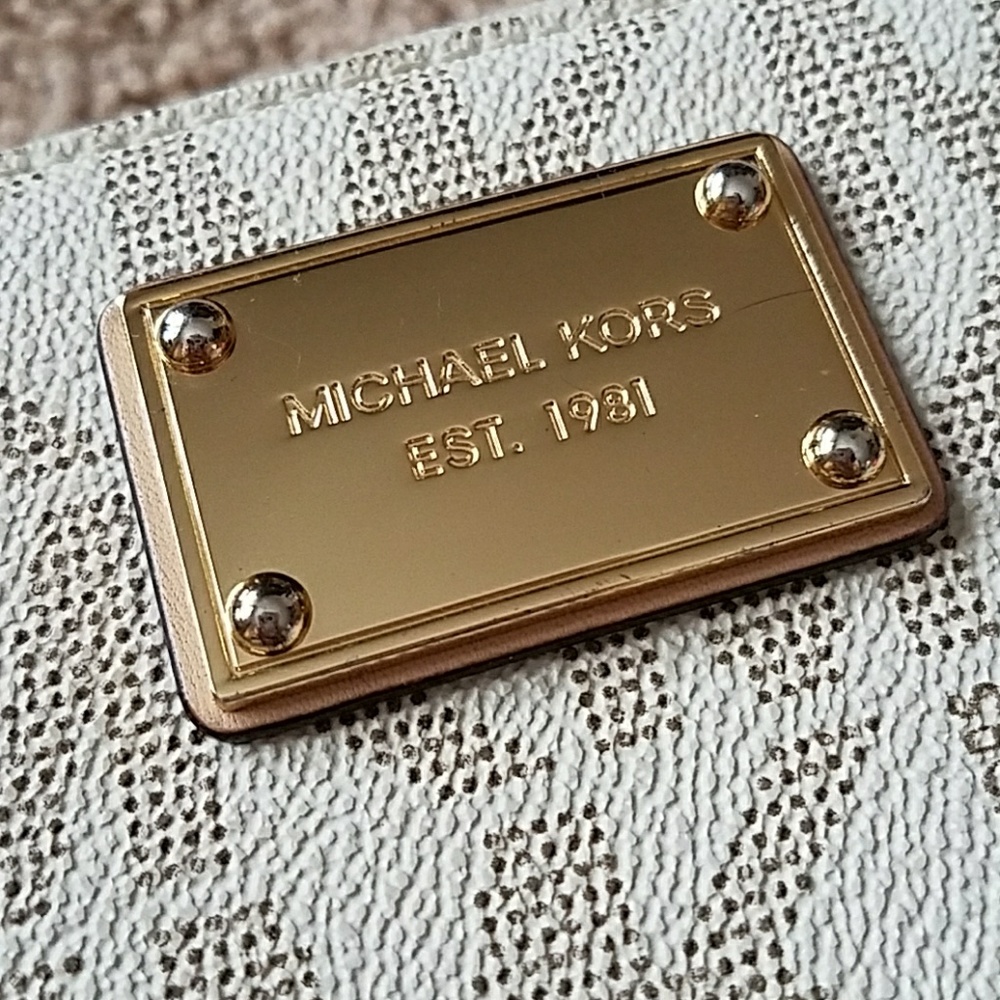 MICHAEL KORS
EST. 1981